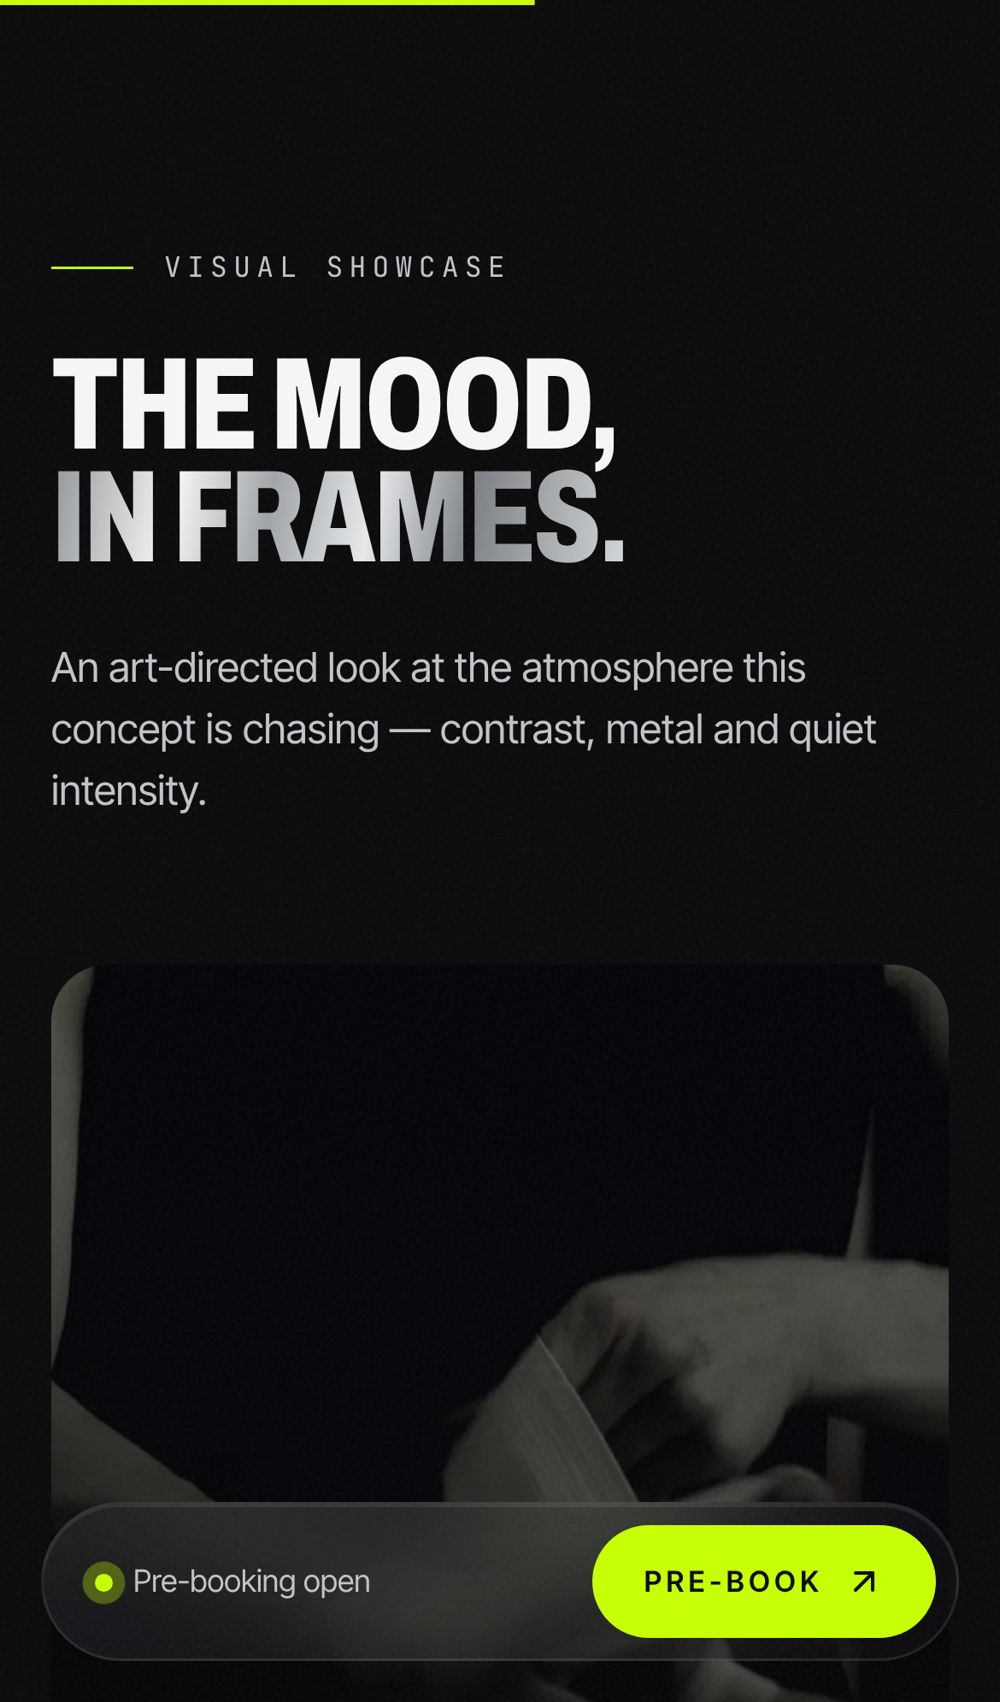 VISUAL SHOWCASE
THE MOOD,
IN FRAMES.
An art-directed look at the atmosphere this
concept is chasing — contrast, metal and quiet
intensity.
Pre-booking open
PRE-BOOK